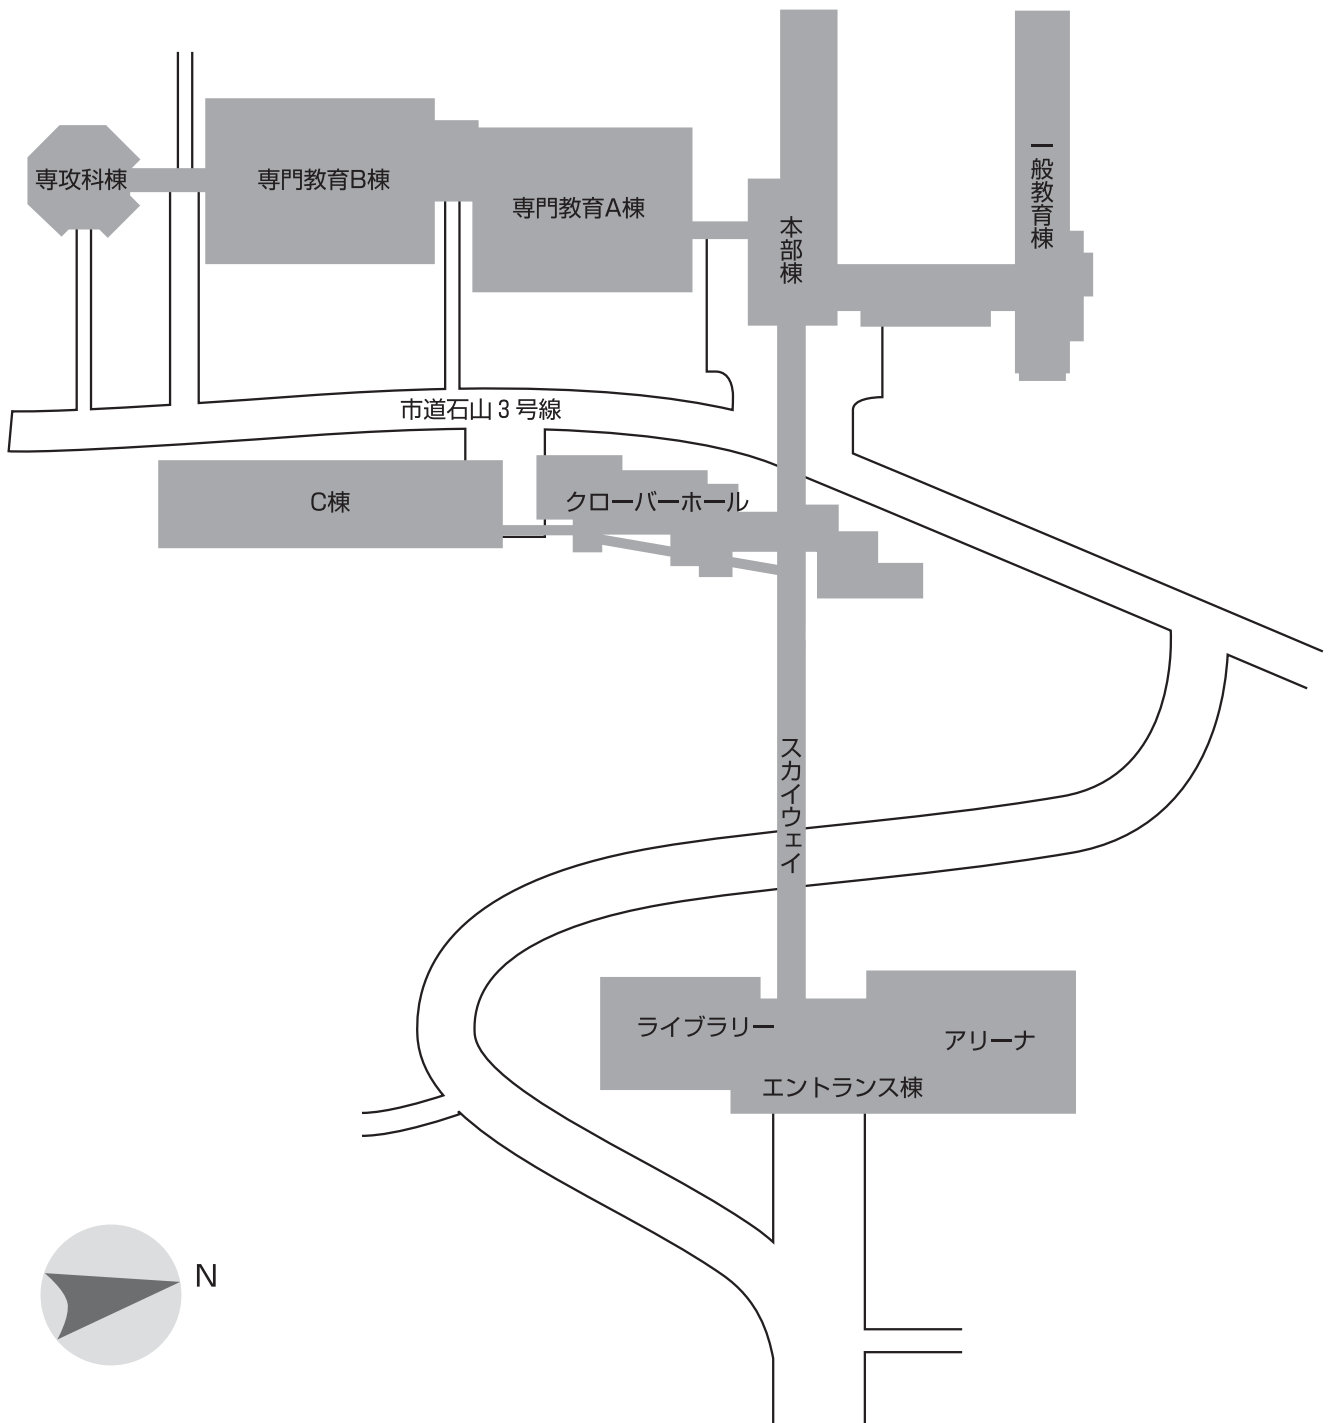 専攻科棟
専門教育B棟
専門教育A棟
本部棟
一般教育棟
市道石山3号線
C棟
クローバーホール
スカイウェイ
ライブラリー
アリーナ
エントランス棟
N